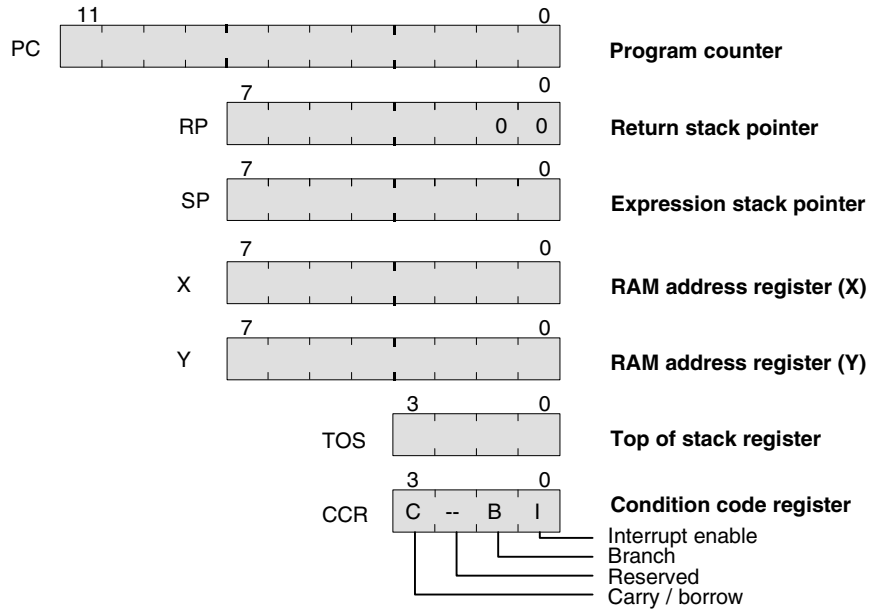 11 0
PC Program counter
7 0
RP 0 0 Return stack pointer
7 0
SP Expression stack pointer
7 0
X RAM address register (X)
7 0
Y RAM address register (Y)
3 0
TOS Top of stack register
3 0
CCR C -- B I Condition code register
Interrupt enable
Branch
Reserved
Carry / borrow